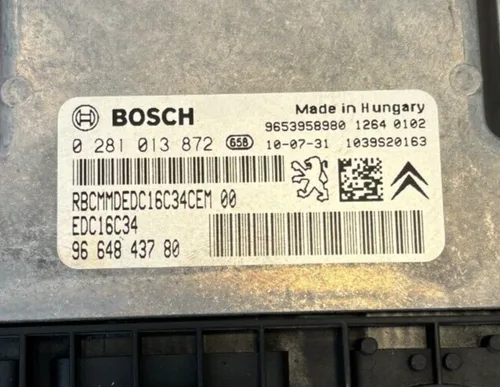 BOSCH
Made in Hungary
9653958980 1264 0102
0 281 013 872 658 10-07-31 1039S20163
RBCMMDEDC16C34CEM 00
EDC16C34
96 648 437 80